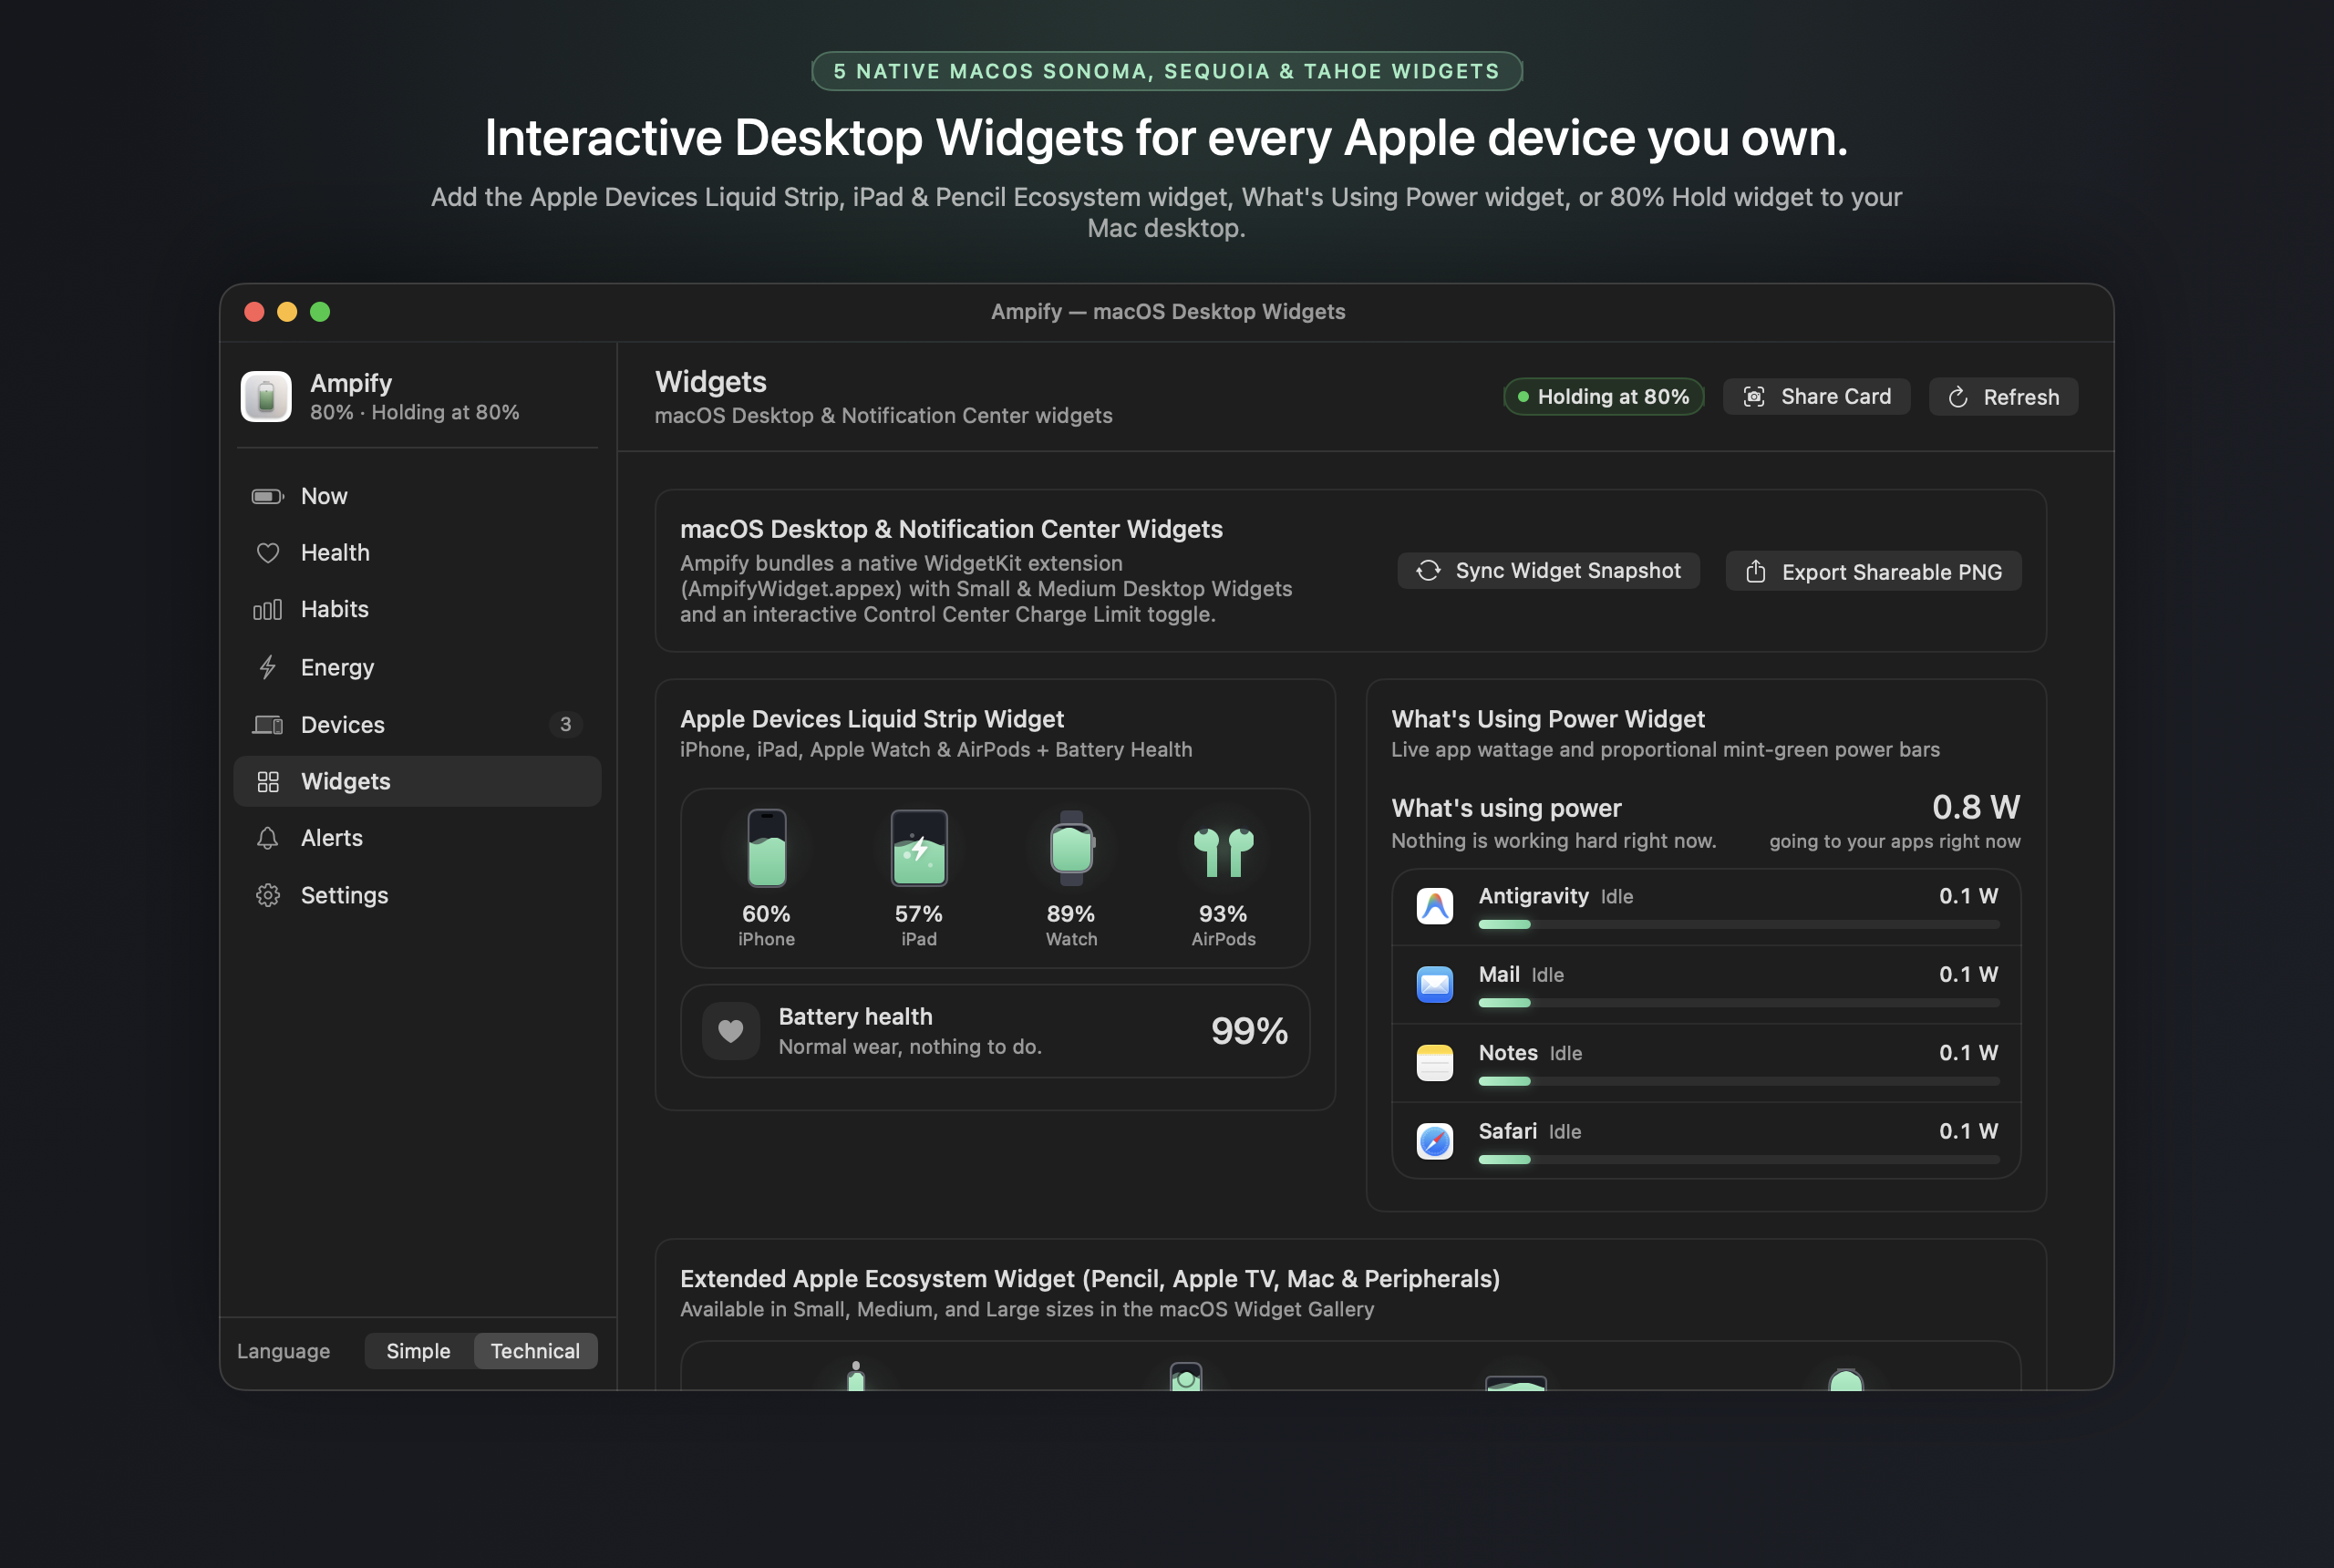 5 NATIVE MACOS SONOMA, SEQUOIA & TAHOE WIDGETS
Interactive Desktop Widgets for every Apple device you own.
Add the Apple Devices Liquid Strip, iPad & Pencil Ecosystem widget, What's Using Power widget, or 80% Hold widget to your
Mac desktop.
Ampify — macOS Desktop Widgets
Ampify
80% · Holding at 80%
Now
Health
Habits
Energy
Devices
3
Widgets
Alerts
Settings
Language
Simple
Technical
Widgets
macOS Desktop & Notification Center widgets
Holding at 80%
Share Card
Refresh
macOS Desktop & Notification Center Widgets
Ampify bundles a native WidgetKit extension
(AmpifyWidget.appex) with Small & Medium Desktop Widgets
and an interactive Control Center Charge Limit toggle.
Sync Widget Snapshot
Export Shareable PNG
Apple Devices Liquid Strip Widget
iPhone, iPad, Apple Watch & AirPods + Battery Health
60%
iPhone
57%
iPad
89%
Watch
93%
AirPods
Battery health
Normal wear, nothing to do.
99%
What's Using Power Widget
Live app wattage and proportional mint-green power bars
What's using power
Nothing is working hard right now.
0.8 W
going to your apps right now
Antigravity Idle
0.1 W
Mail Idle
0.1 W
Notes Idle
0.1 W
Safari Idle
0.1 W
Extended Apple Ecosystem Widget (Pencil, Apple TV, Mac & Peripherals)
Available in Small, Medium, and Large sizes in the macOS Widget Gallery